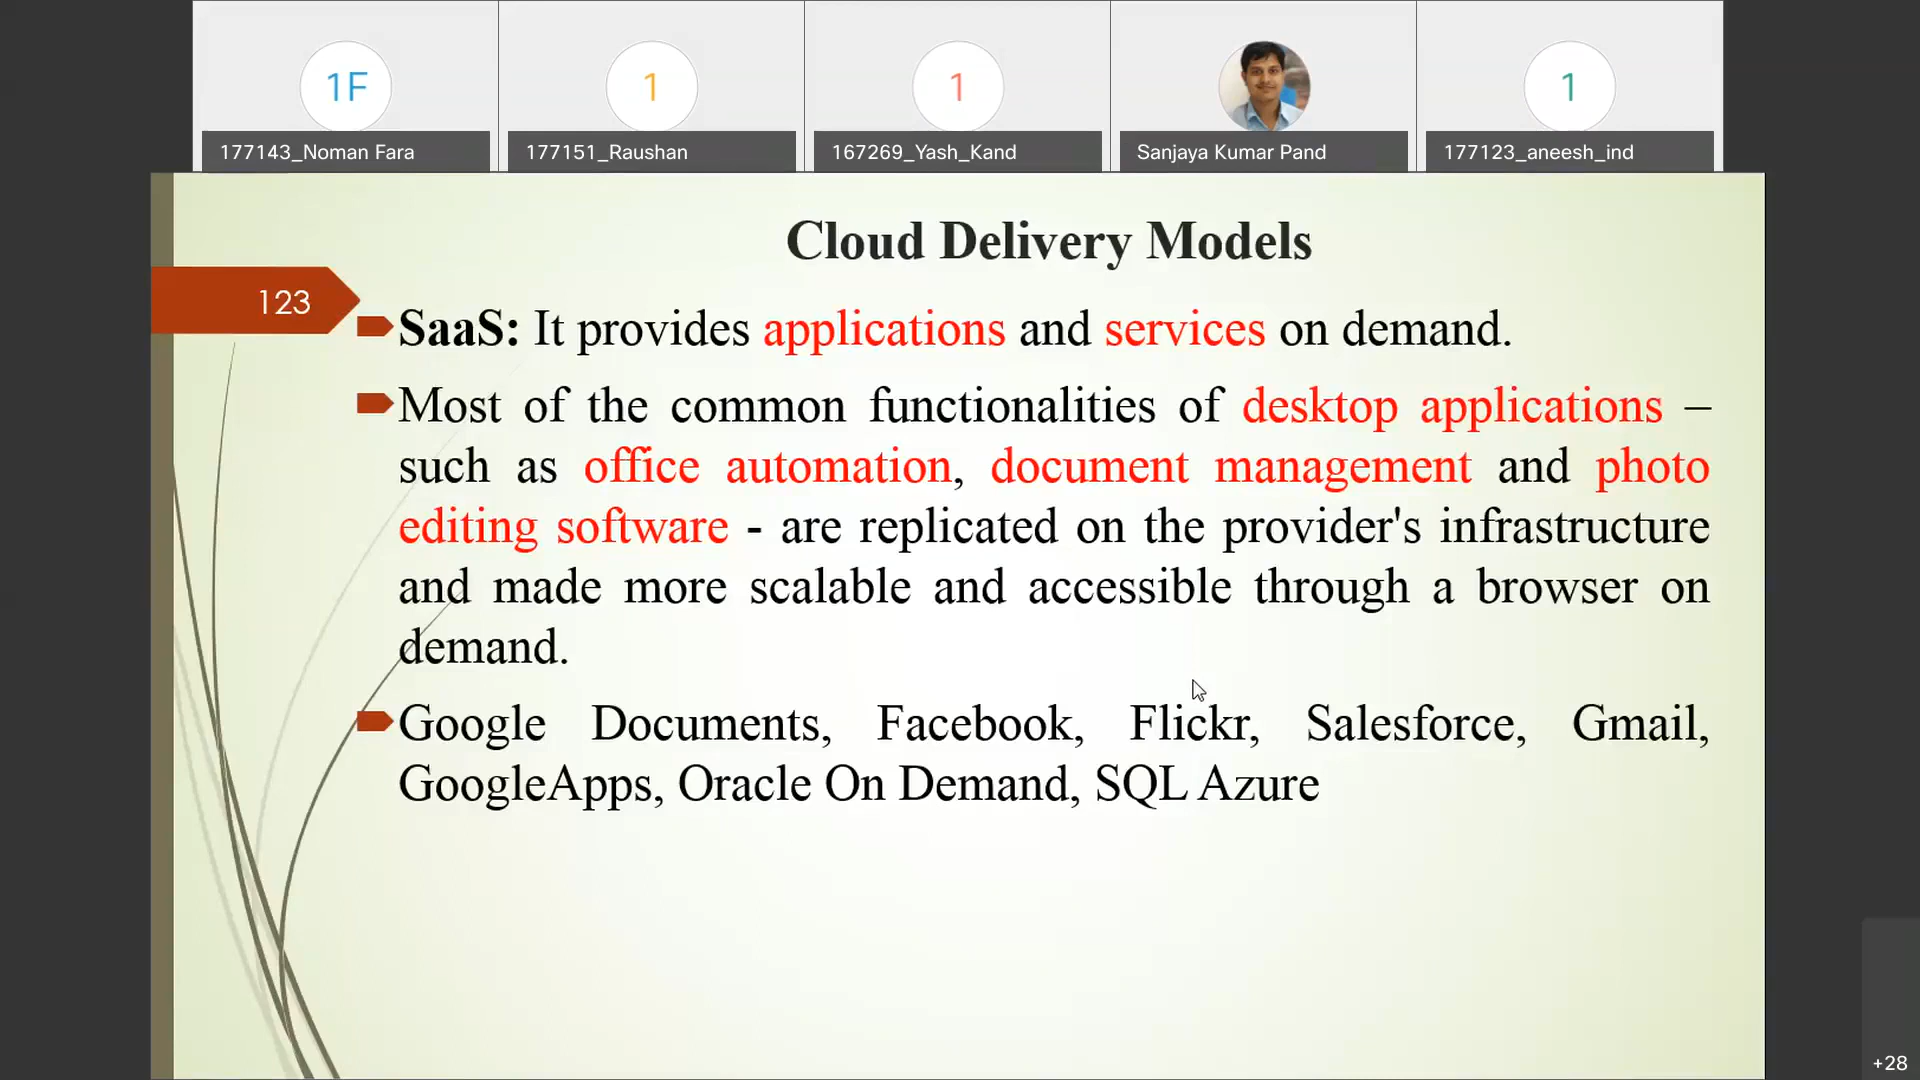 1F
1
1
1
177143_Noman Fara
177151_Raushan
167269_Yash_Kand
Sanjaya Kumar Pand
177123_aneesh_ind
Cloud Delivery Models
123
SaaS: It provides applications and services on demand.
Most of the common functionalities of desktop applications –
such as office automation, document management and photo
editing software - are replicated on the provider's infrastructure
and made more scalable and accessible through a browser on
demand.
Google Documents, Facebook, Flickr, Salesforce, Gmail,
GoogleApps, Oracle On Demand, SQL Azure
+28